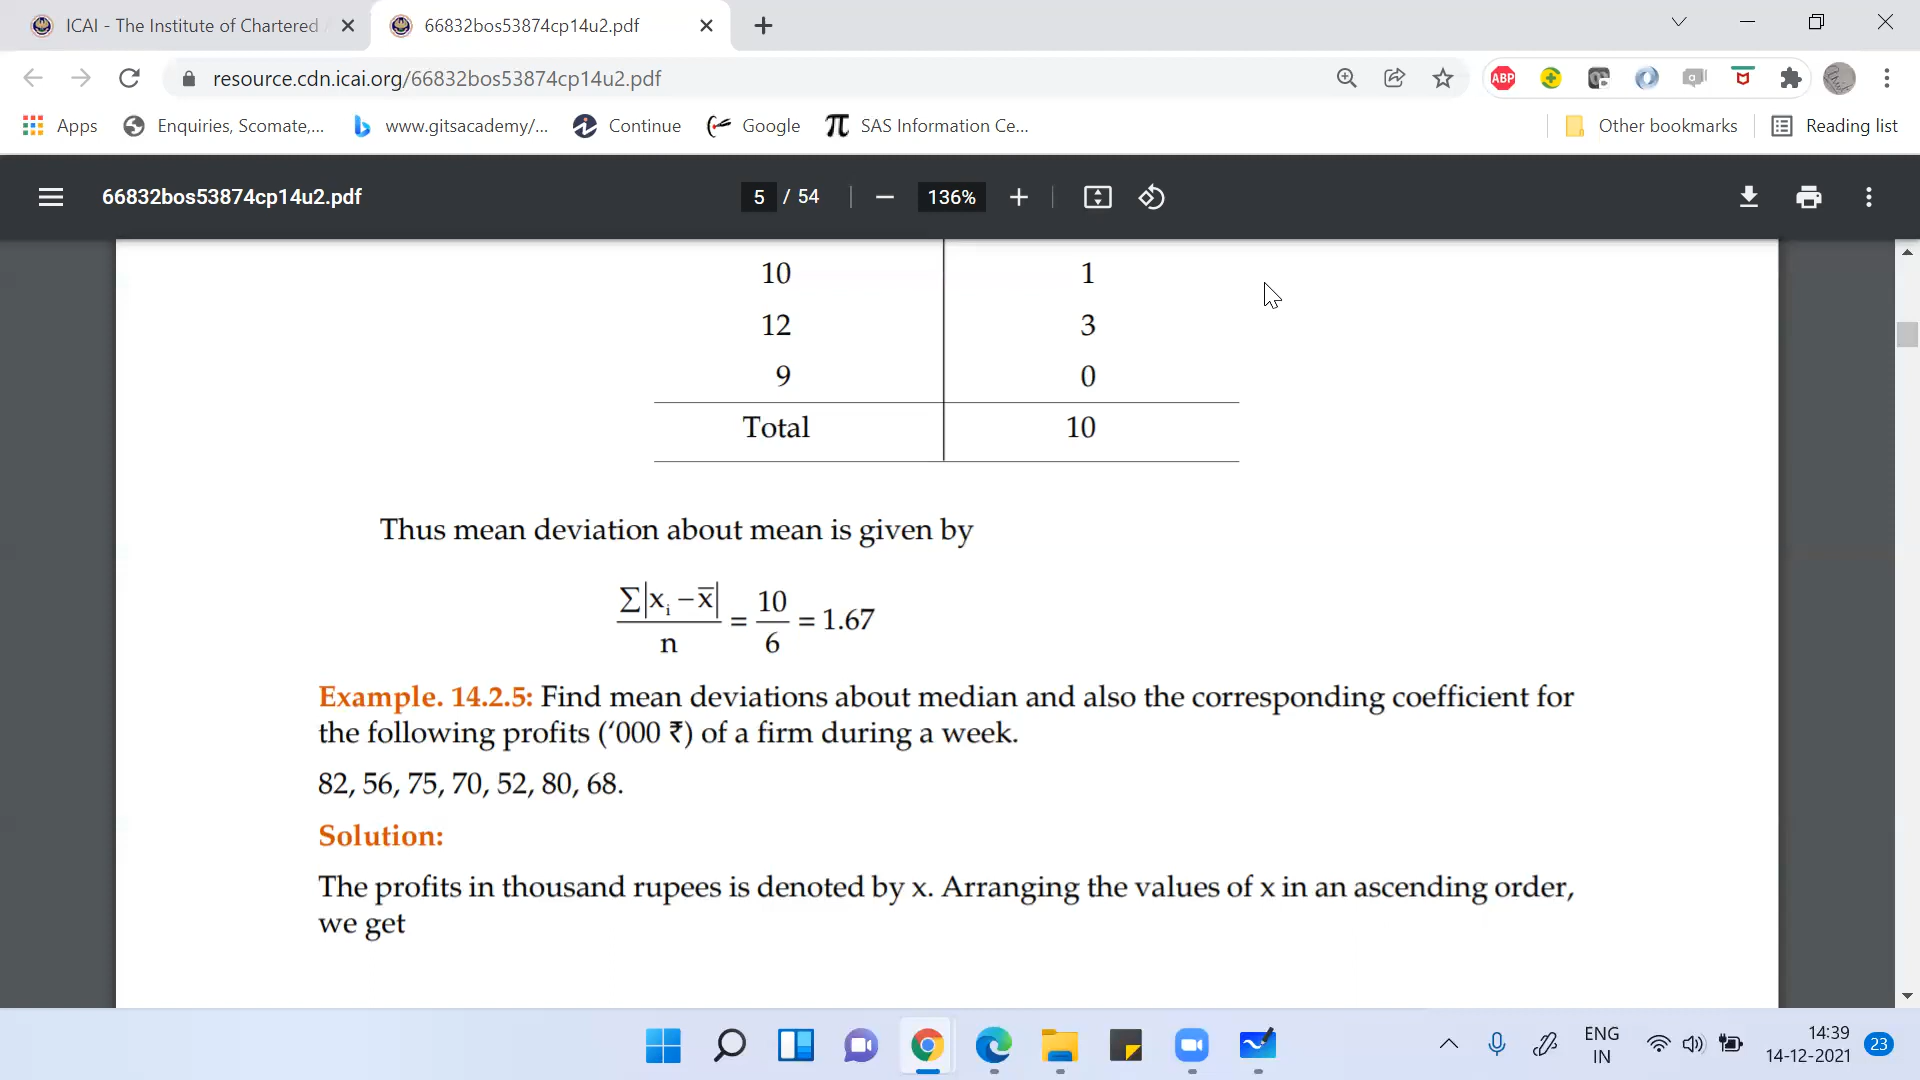 ICAI - The Institute of Chartered
66832bos53874cp14u2.pdf
resource.cdn.icai.org/66832bos53874cp14u2.pdf
ABP
Apps
Enquiries, Scomate,...
www.gitsacademy/...
Continue
Google
SAS Information Ce...
Other bookmarks
Reading list
66832bos53874cp14u2.pdf
5 / 54
136%
10 1
12 3
9 0
Total 10
Thus mean deviation about mean is given by
∑|xᵢ − x̄| / n = 10/6 = 1.67
Example. 14.2.5: Find mean deviations about median and also the corresponding coefficient for
the following profits (‘000 ₹) of a firm during a week.
82, 56, 75, 70, 52, 80, 68.
Solution:
The profits in thousand rupees is denoted by x. Arranging the values of x in an ascending order,
we get
ENG
IN
14:39
14-12-2021
23